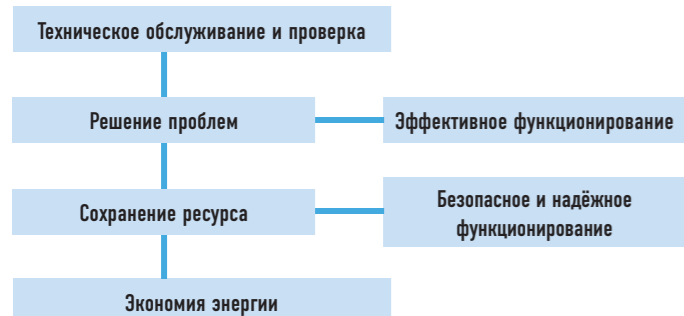 Техническое обслуживание и проверка
Решение проблем
Эффективное функционирование
Сохранение ресурса
Безопасное и надёжное
функционирование
Экономия энергии